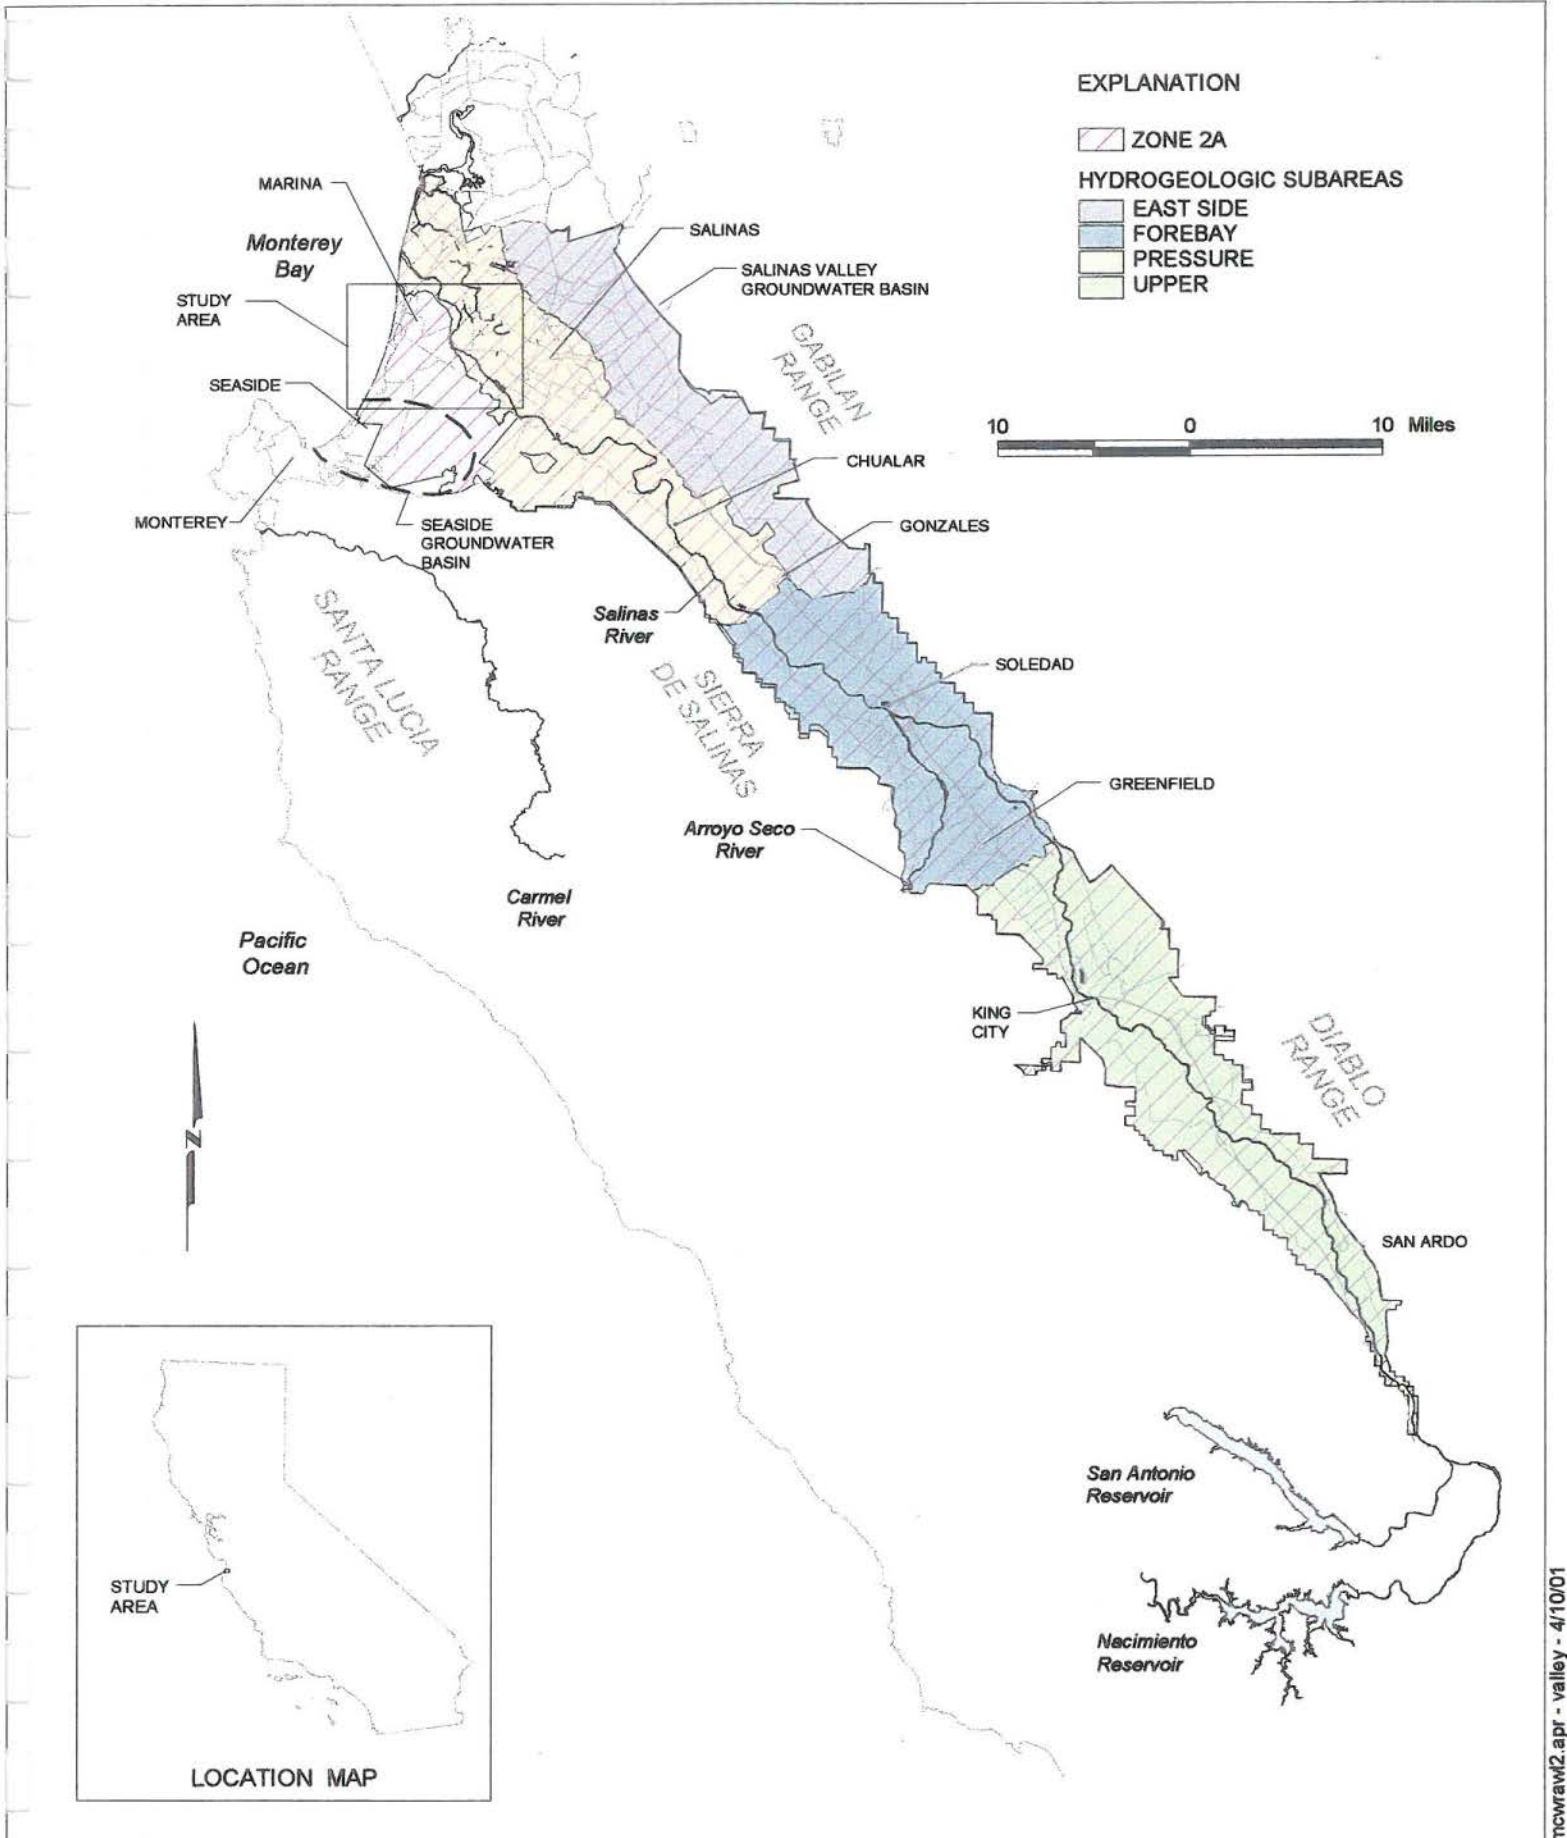 EXPLANATION
ZONE 2A
HYDROGEOLOGIC SUBAREAS
EAST SIDE
FOREBAY
PRESSURE
UPPER
MARINA
Monterey
Bay
SALINAS
SALINAS VALLEY
GROUNDWATER BASIN
STUDY
AREA
GABILAN
RANGE
SEASIDE
10 0 10 Miles
CHUALAR
MONTEREY
SEASIDE
GROUNDWATER
BASIN
GONZALES
Salinas
River
SANTA LUCIA
RANGE
SIERRA
DE SALINAS
SOLEDAD
GREENFIELD
Arroyo Seco
River
Carmel
River
Pacific
Ocean
KING
CITY
DIABLO
RANGE
N
SAN ARDO
San Antonio
Reservoir
Nacimiento
Reservoir
STUDY
AREA
LOCATION MAP
mcwrawl2.apr - valley - 4/10/01